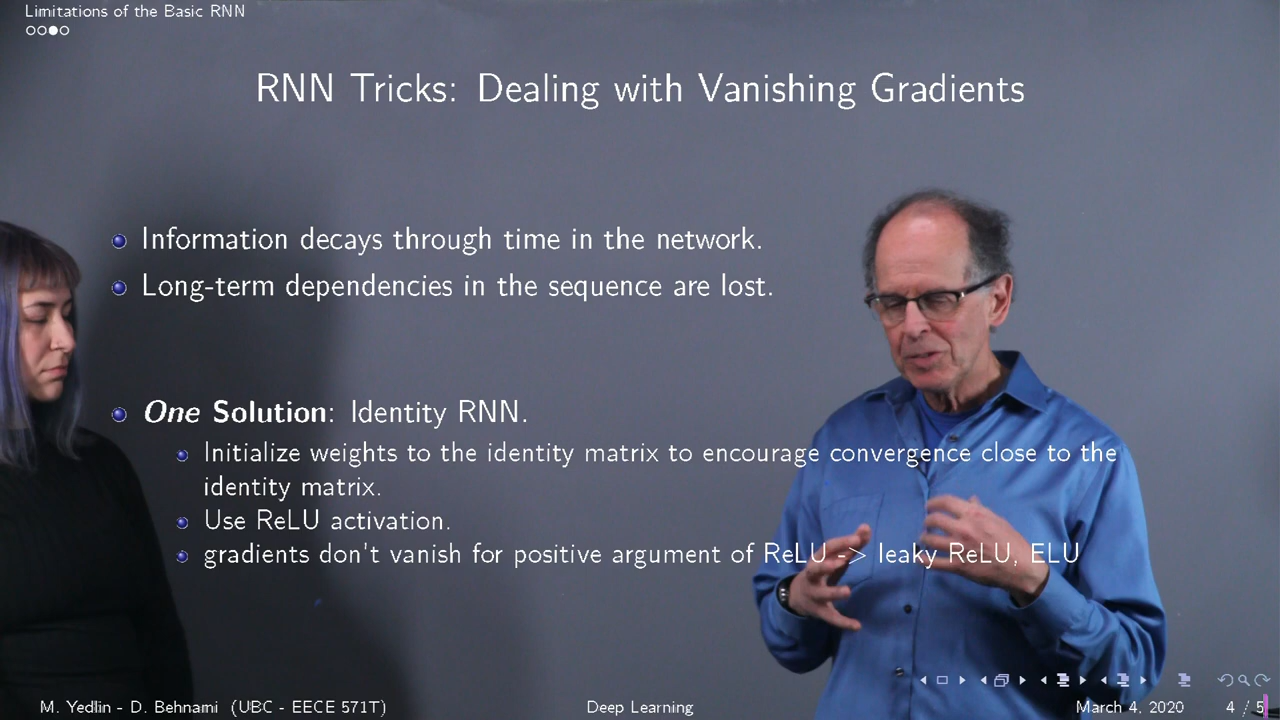 Limitations of the Basic RNN
RNN Tricks: Dealing with Vanishing Gradients
Information decays through time in the network.
Long-term dependencies in the sequence are lost.
One Solution: Identity RNN.
Initialize weights to the identity matrix to encourage convergence close to the
identity matrix.
Use ReLU activation.
gradients don't vanish for positive argument of ReLU -> leaky ReLU, ELU
M. Yedlin - D. Behnami (UBC - EECE 571T)
Deep Learning
March 4, 2020
4 / 5